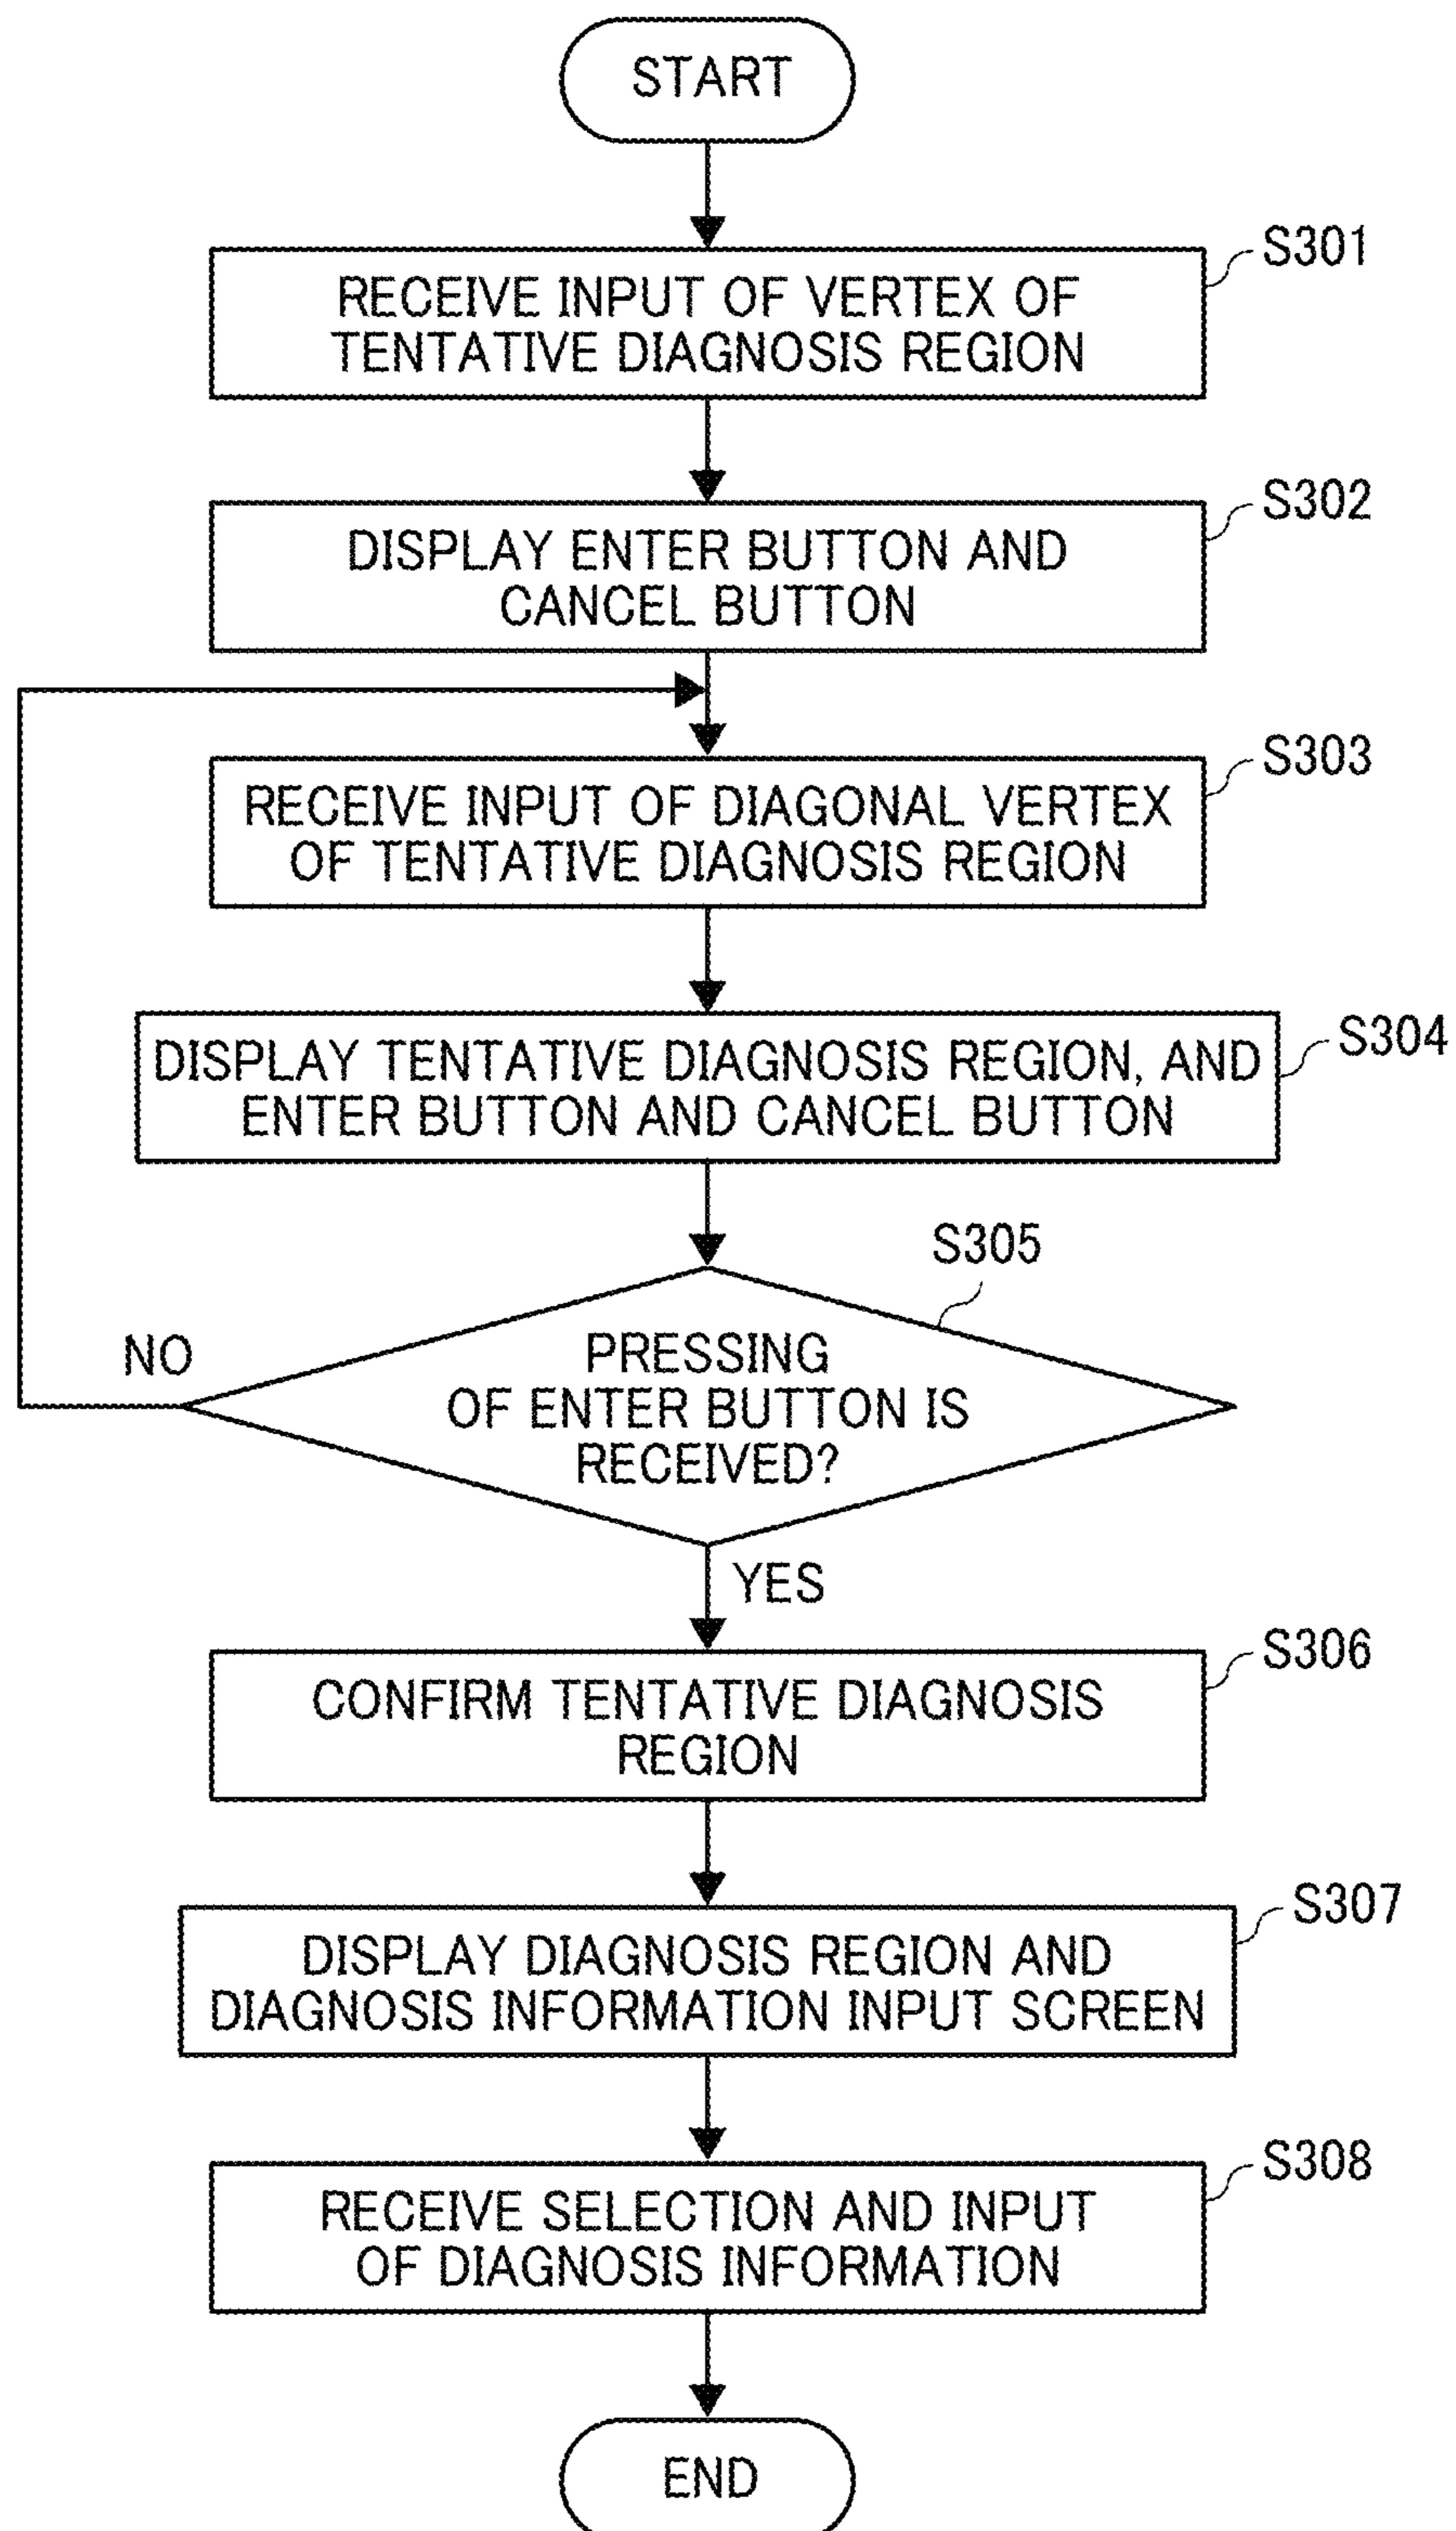 START
S301
RECEIVE INPUT OF VERTEX OF
TENTATIVE DIAGNOSIS REGION
S302
DISPLAY ENTER BUTTON AND
CANCEL BUTTON
S303
RECEIVE INPUT OF DIAGONAL VERTEX
OF TENTATIVE DIAGNOSIS REGION
S304
DISPLAY TENTATIVE DIAGNOSIS REGION, AND
ENTER BUTTON AND CANCEL BUTTON
S305
NO
PRESSING
OF ENTER BUTTON IS
RECEIVED?
YES
S306
CONFIRM TENTATIVE DIAGNOSIS
REGION
S307
DISPLAY DIAGNOSIS REGION AND
DIAGNOSIS INFORMATION INPUT SCREEN
S308
RECEIVE SELECTION AND INPUT
OF DIAGNOSIS INFORMATION
END